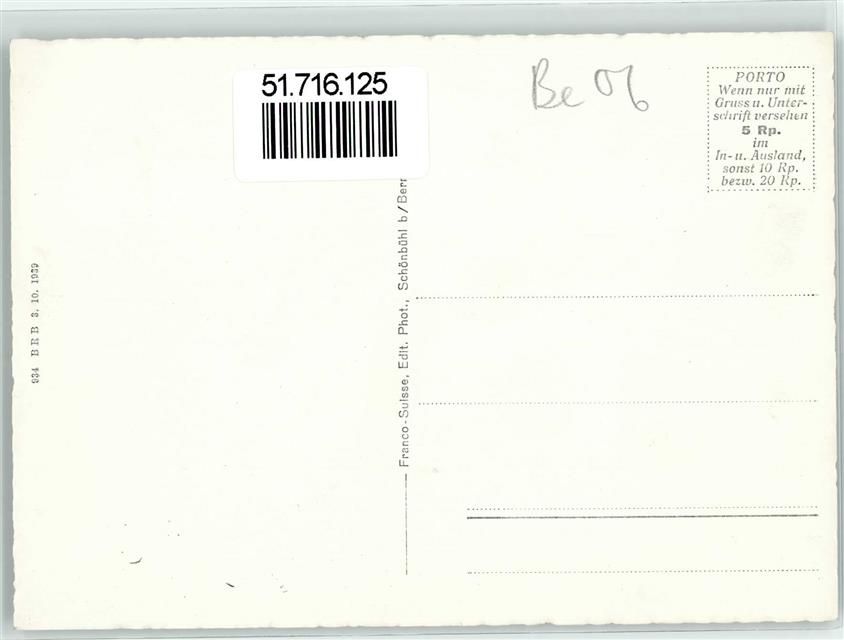 51.716.125
Be 06
PORTO
Wenn nur mit
Gruss u. Unter-
schrift versehen
5 Rp.
im
In- u. Ausland,
sonst 10 Rp.
bezw. 20 Rp.
Franco-Suisse, Edit. Phot., Schönbühl b/Bern
934 BRB 3. 10. 1939